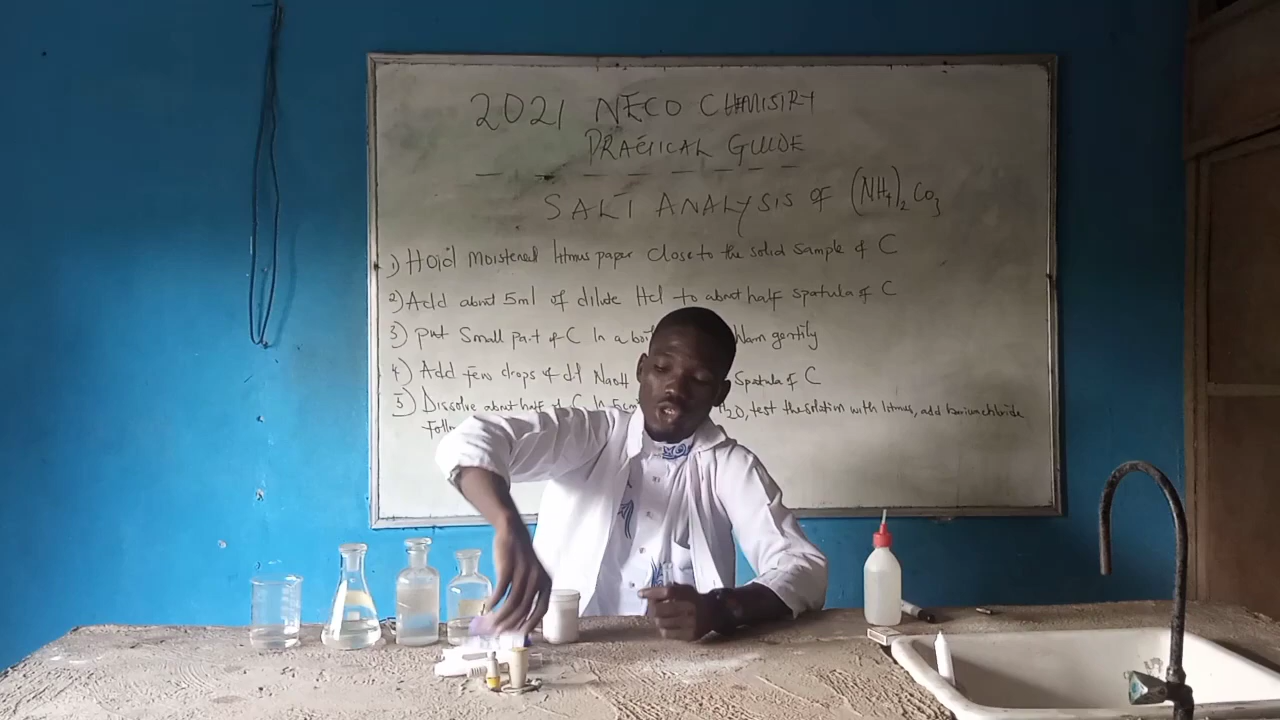 2021 NECO CHEMISTRY
PRACTICAL GUIDE
SALT ANALYSIS OF (NH4)2 CO3
1) Hold moistened litmus paper close to the solid sample of C
2) Add about 5ml of dilute Hcl to about half spatula of C
3) Put Small part of C In a Warm gently
4) Add Few drops of dil NaOH Spatula of C
5) Dissolve about half of C In 5cm H2O, test the solution with litmus, add barium chloride